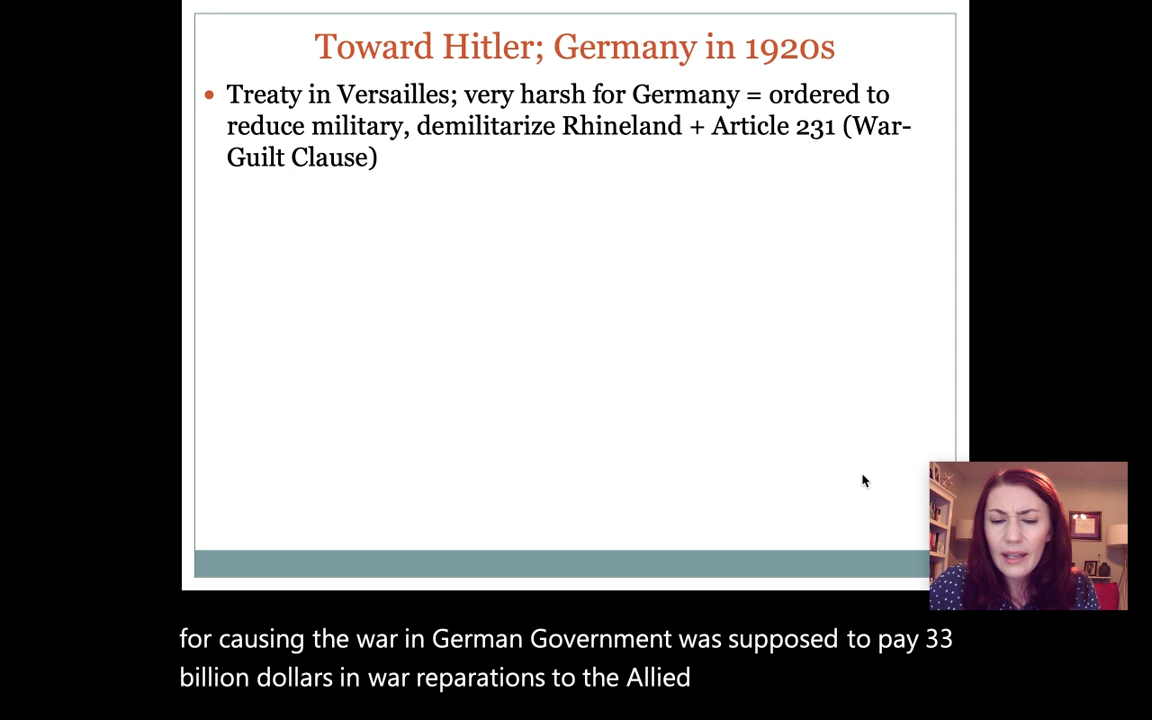 Toward Hitler; Germany in 1920s
• Treaty in Versailles; very harsh for Germany = ordered to
reduce military, demilitarize Rhineland + Article 231 (War-
Guilt Clause)
for causing the war in German Government was supposed to pay 33
billion dollars in war reparations to the Allied